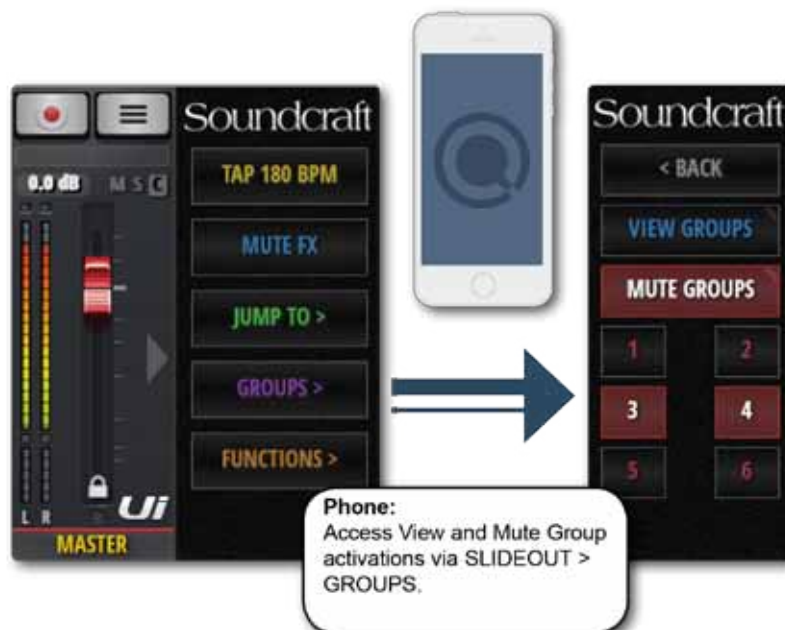 Soundcraft
0.0 dB M S C
TAP 180 BPM
MUTE FX
JUMP TO >
GROUPS >
FUNCTIONS >
L R
Ui
MASTER
Soundcraft
< BACK
VIEW GROUPS
MUTE GROUPS
1 2
3 4
5 6
Phone:
Access View and Mute Group
activations via SLIDEOUT >
GROUPS.